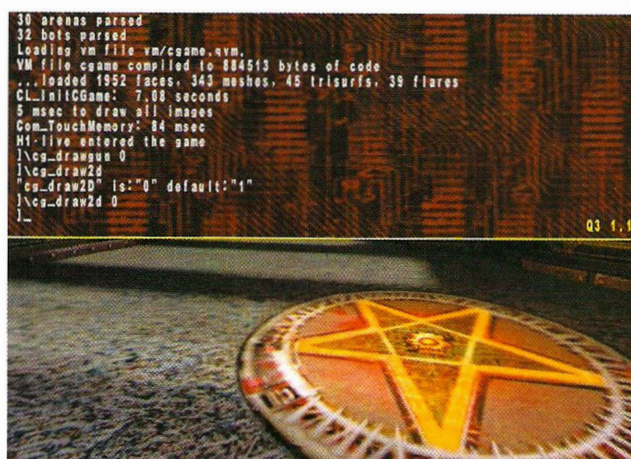 30 arenas parsed
32 bots parsed
Loading vm file vm/cgame.qvm.
VM file cgame compiled to 884513 bytes of code
...loaded 1952 faces, 343 meshes, 45 trisurfs, 39 flares
CL_InitCGame: 7.08 seconds
5 msec to draw all images
Com_TouchMemory: 84 msec
H1-live entered the game
]\cg_drawgun 0
]\cg_draw2d
"cg_draw2D" is:"0" default:"1"
]\cg_draw2d 0
]_
Q3 1.1